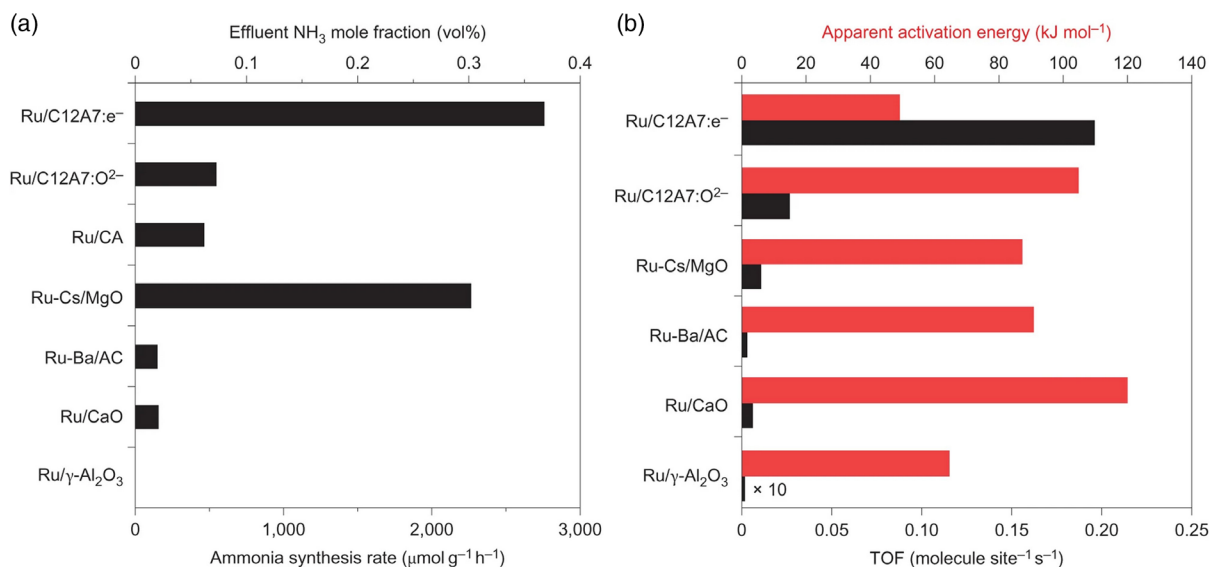 (a)
Effluent NH₃ mole fraction (vol%)
0 0.1 0.2 0.3 0.4
Ru/C12A7:e⁻
Ru/C12A7:O²⁻
Ru/CA
Ru-Cs/MgO
Ru-Ba/AC
Ru/CaO
Ru/γ-Al₂O₃
0 1,000 2,000 3,000
Ammonia synthesis rate (μmol g⁻¹ h⁻¹)
(b)
Apparent activation energy (kJ mol⁻¹)
0 20 40 60 80 100 120 140
Ru/C12A7:e⁻
Ru/C12A7:O²⁻
Ru-Cs/MgO
Ru-Ba/AC
Ru/CaO
Ru/γ-Al₂O₃
× 10
0 0.05 0.10 0.15 0.20 0.25
TOF (molecule site⁻¹ s⁻¹)